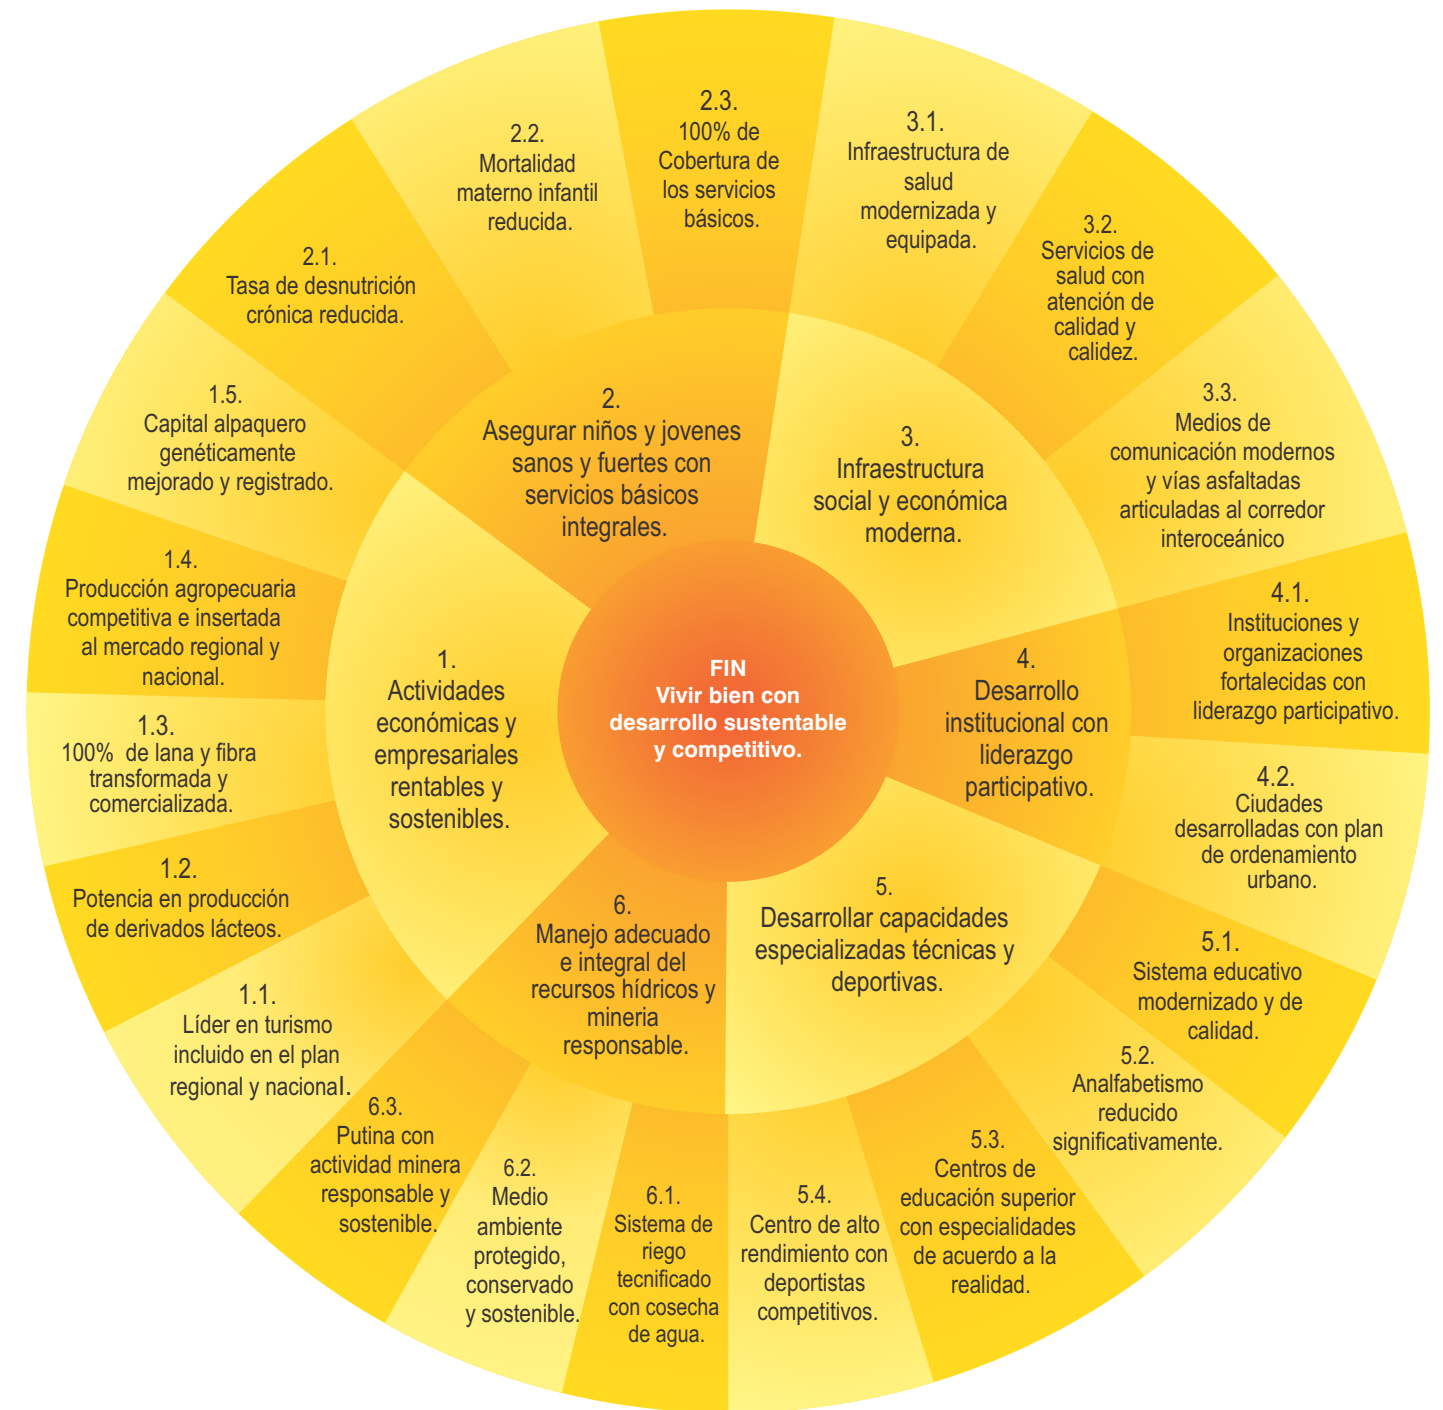 FIN
Vivir bien con
desarrollo sustentable
y competitivo.
1.
Actividades
económicas y
empresariales
rentables y
sostenibles.
1.1.
Líder en turismo
incluido en el plan
regional y nacional.
1.2.
Potencia en producción
de derivados lácteos.
1.3.
100% de lana y fibra
transformada y
comercializada.
1.4.
Producción agropecuaria
competitiva e insertada
al mercado regional y
nacional.
1.5.
Capital alpaquero
genéticamente
mejorado y registrado.
2.
Asegurar niños y jovenes
sanos y fuertes con
servicios básicos
integrales.
2.1.
Tasa de desnutrición
crónica reducida.
2.2.
Mortalidad
materno infantil
reducida.
2.3.
100% de
Cobertura de
los servicios
básicos.
3.
Infraestructura
social y económica
moderna.
3.1.
Infraestructura de
salud
modernizada y
equipada.
3.2.
Servicios de
salud con
atención de
calidad y
calidez.
3.3.
Medios de
comunicación modernos
y vías asfaltadas
articuladas al corredor
interoceánico
4.
Desarrollo
institucional con
liderazgo
participativo.
4.1.
Instituciones y
organizaciones
fortalecidas con
liderazgo participativo.
4.2.
Ciudades
desarrolladas con plan
de ordenamiento
urbano.
5.
Desarrollar capacidades
especializadas técnicas y
deportivas.
5.1.
Sistema educativo
modernizado y de
calidad.
5.2.
Analfabetismo
reducido
significativamente.
5.3.
Centros de
educación superior
con especialidades
de acuerdo a la
realidad.
5.4.
Centro de alto
rendimiento con
deportistas
competitivos.
6.
Manejo adecuado
e integral del
recursos hídricos y
mineria
responsable.
6.1.
Sistema de
riego
tecnificado
con cosecha
de agua.
6.2.
Medio
ambiente
protegido,
conservado
y sostenible.
6.3.
Putina con
actividad minera
responsable y
sostenible.